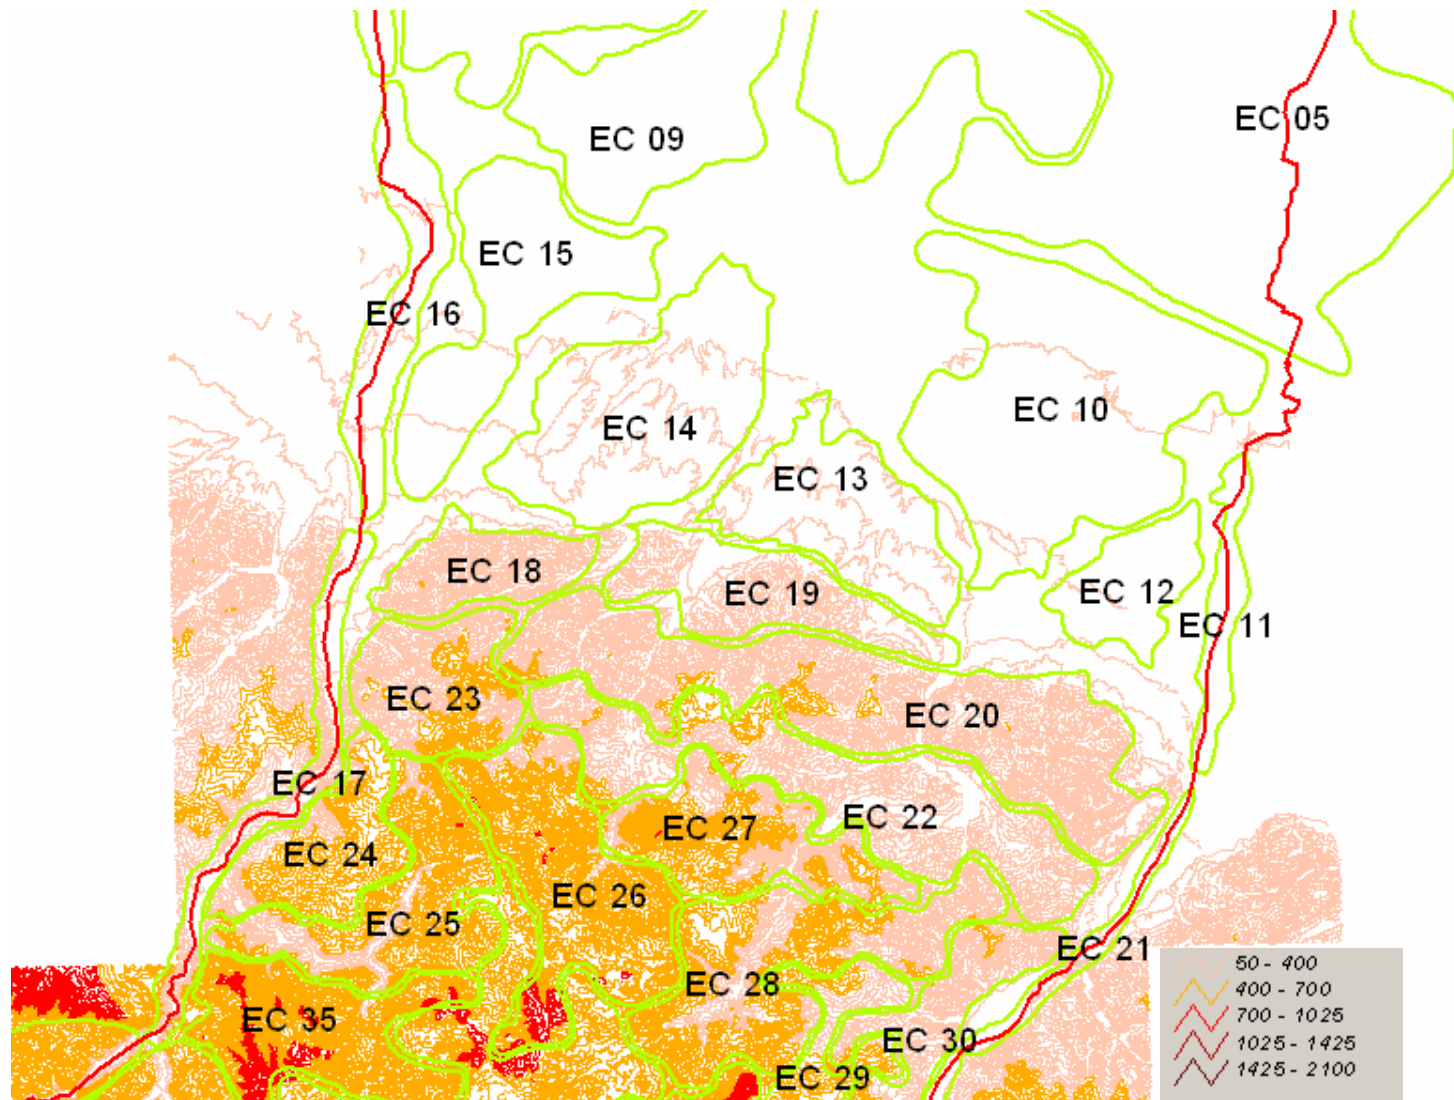 EC 05
EC 09
EC 15
EC 16
EC 10
EC 14
EC 13
EC 18
EC 19
EC 12
EC 11
EC 23
EC 20
EC 17
EC 22
EC 27
EC 24
EC 26
EC 25
EC 21
EC 28
EC 35
EC 30
EC 29
50 - 400
400 - 700
700 - 1025
1025 - 1425
1425 - 2100